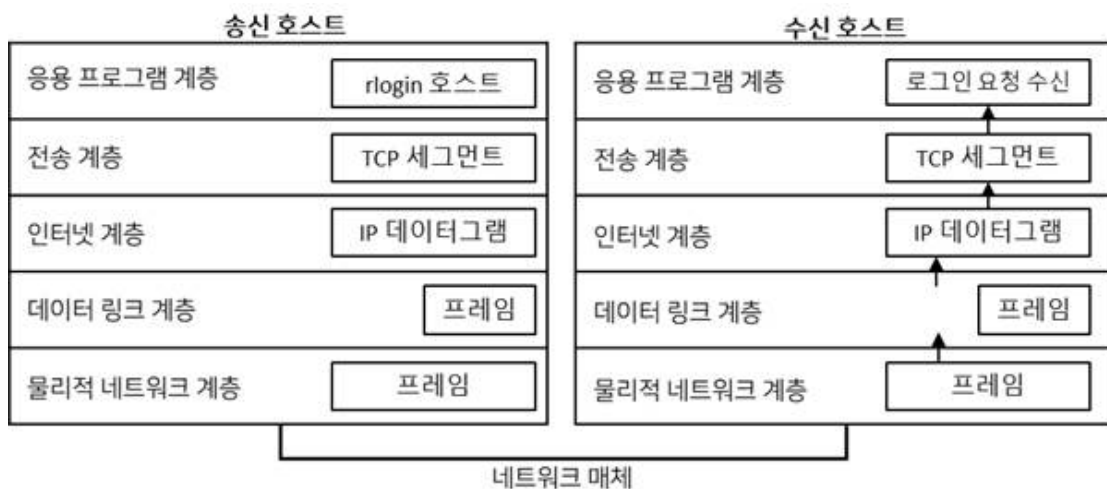 송신 호스트
응용 프로그램 계층
rlogin 호스트
전송 계층
TCP 세그먼트
인터넷 계층
IP 데이터그램
데이터 링크 계층
프레임
물리적 네트워크 계층
프레임
수신 호스트
응용 프로그램 계층
로그인 요청 수신
전송 계층
TCP 세그먼트
인터넷 계층
IP 데이터그램
데이터 링크 계층
프레임
물리적 네트워크 계층
프레임
네트워크 매체